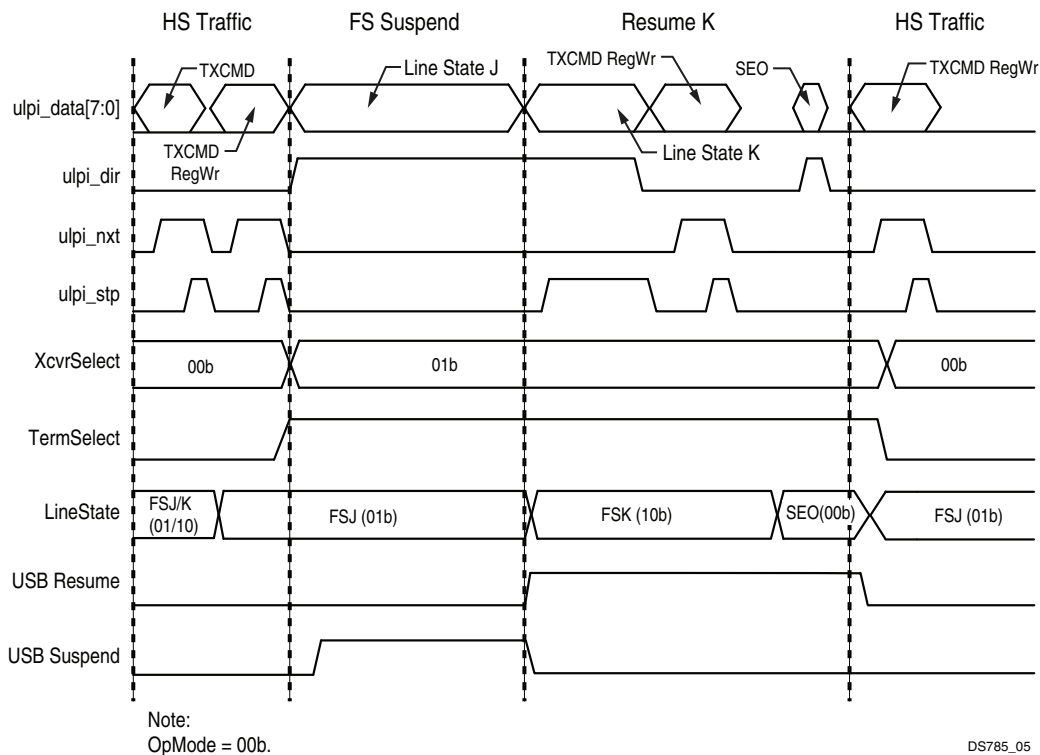 HS Traffic FS Suspend Resume K HS Traffic
TXCMD Line State J TXCMD RegWr SEO TXCMD RegWr
ulpi_data[7:0]
TXCMD RegWr Line State K
ulpi_dir
ulpi_nxt
ulpi_stp
XcvrSelect 00b 01b 00b
TermSelect
LineState FSJ/K (01/10) FSJ (01b) FSK (10b) SEO(00b) FSJ (01b)
USB Resume
USB Suspend
Note:
OpMode = 00b.
DS785_05